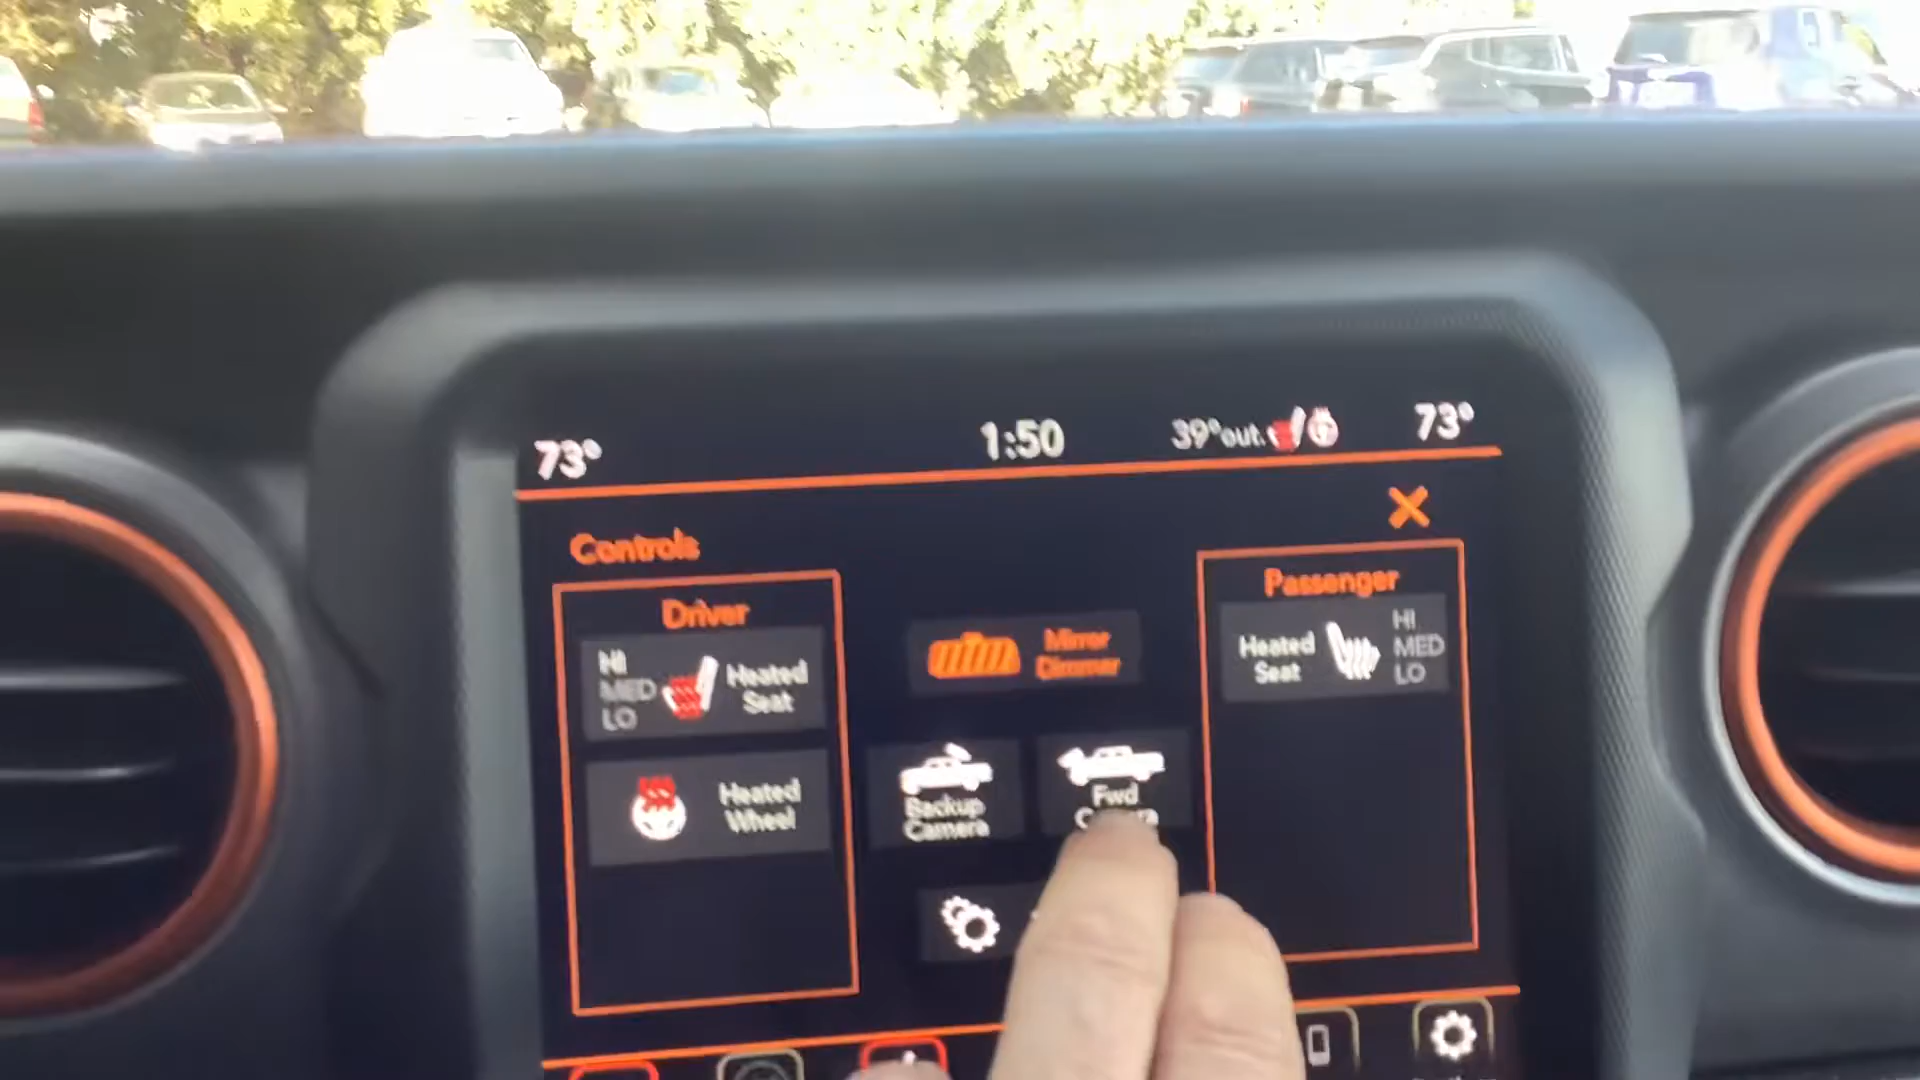 73°
1:50
39°out.
73°
Controls
Driver
HI
MED
LO
Heated
Seat
Heated
Wheel
Mirror
Dimmer
Backup
Camera
Fwd
Passenger
Heated
Seat
HI
MED
LO